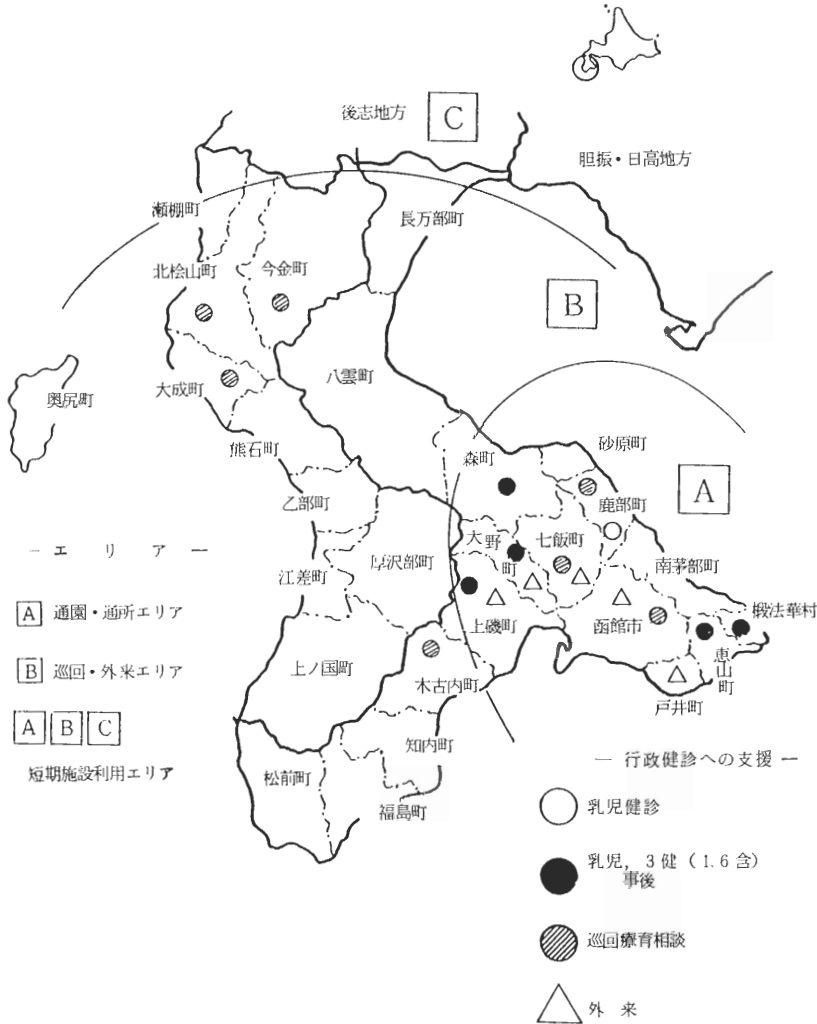 後志地方
C
胆振・日高地方
瀬棚町
長万部町
北桧山町
今金町
B
大成町
八雲町
奥尻町
熊石町
森町
砂原町
A
乙部町
鹿部町
大野町
七飯町
南茅部町
江差町
厚沢部町
椴法華村
上磯町
函館市
恵山町
上ノ国町
木古内町
戸井町
知内町
松前町
福島町
— エリア —
A 通園・通所エリア
B 巡回・外来エリア
A B C
短期施設利用エリア
— 行政健診への支援 —
乳児健診
乳児, 3健(1.6含)
事後
巡回療育相談
外来